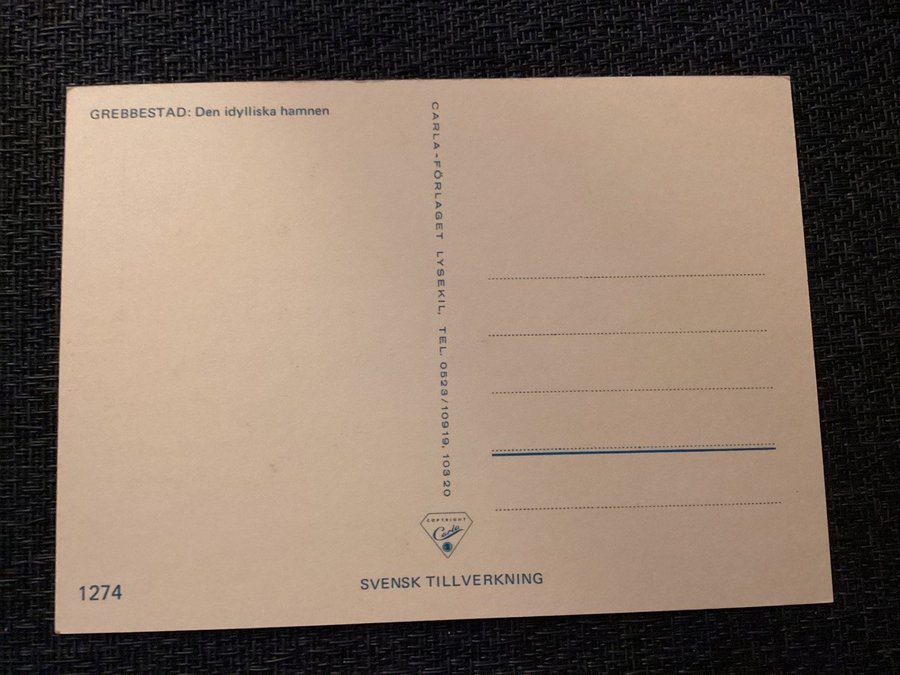 GREBBESTAD: Den idylliska hamnen
CARLA-FÖRLAGET LYSEKIL, TEL. 0523/10919, 10320
COPYRIGHT
Carla
1274
SVENSK TILLVERKNING